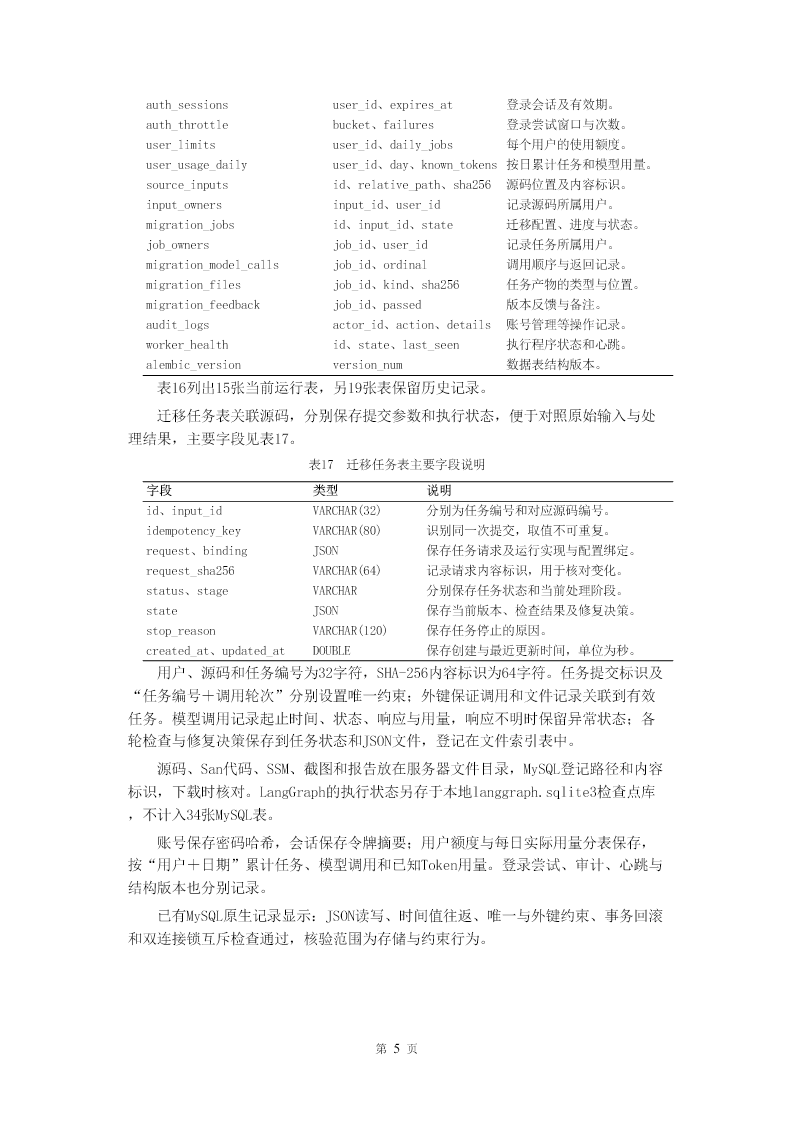 auth_sessions user_id、expires_at 登录会话及有效期。
auth_throttle bucket、failures 登录尝试窗口与次数。
user_limits user_id、daily_jobs 每个用户的使用额度。
user_usage_daily user_id、day、known_tokens 按日累计任务和模型用量。
source_inputs id、relative_path、sha256 源码位置及内容标识。
input_owners input_id、user_id 记录源码所属用户。
migration_jobs id、input_id、state 迁移配置、进度与状态。
job_owners job_id、user_id 记录任务所属用户。
migration_model_calls job_id、ordinal 调用顺序与返回记录。
migration_files job_id、kind、sha256 任务产物的类型与位置。
migration_feedback job_id、passed 版本反馈与备注。
audit_logs actor_id、action、details 账号管理等操作记录。
worker_health id、state、last_seen 执行程序状态和心跳。
alembic_version version_num 数据表结构版本。
表16列出15张当前运行表，另19张表保留历史记录。
迁移任务表关联源码，分别保存提交参数和执行状态，便于对照原始输入与处
理结果，主要字段见表17。
表17 迁移任务表主要字段说明
字段 类型 说明
id、input_id VARCHAR(32) 分别为任务编号和对应源码编号。
idempotency_key VARCHAR(80) 识别同一次提交，取值不可重复。
request、binding JSON 保存任务请求及运行实现与配置绑定。
request_sha256 VARCHAR(64) 记录请求内容标识，用于核对变化。
status、stage VARCHAR 分别保存任务状态和当前处理阶段。
state JSON 保存当前版本、检查结果及修复决策。
stop_reason VARCHAR(120) 保存任务停止的原因。
created_at、updated_at DOUBLE 保存创建与最近更新时间，单位为秒。
用户、源码和任务编号为32字符，SHA-256内容标识为64字符。任务提交标识及
“任务编号＋调用轮次”分别设置唯一约束；外键保证调用和文件记录关联到有效
任务。模型调用记录起止时间、状态、响应与用量，响应不明时保留异常状态；各
轮检查与修复决策保存到任务状态和JSON文件，登记在文件索引表中。
源码、San代码、SSM、截图和报告放在服务器文件目录，MySQL登记路径和内容
标识，下载时核对。LangGraph的执行状态另存于本地langgraph.sqlite3检查点库
，不计入34张MySQL表。
账号保存密码哈希，会话保存令牌摘要；用户额度与每日实际用量分表保存，
按“用户＋日期”累计任务、模型调用和已知Token用量。登录尝试、审计、心跳与
结构版本也分别记录。
已有MySQL原生记录显示：JSON读写、时间值往返、唯一与外键约束、事务回滚
和双连接锁互斥检查通过，核验范围为存储与约束行为。
第 5 页